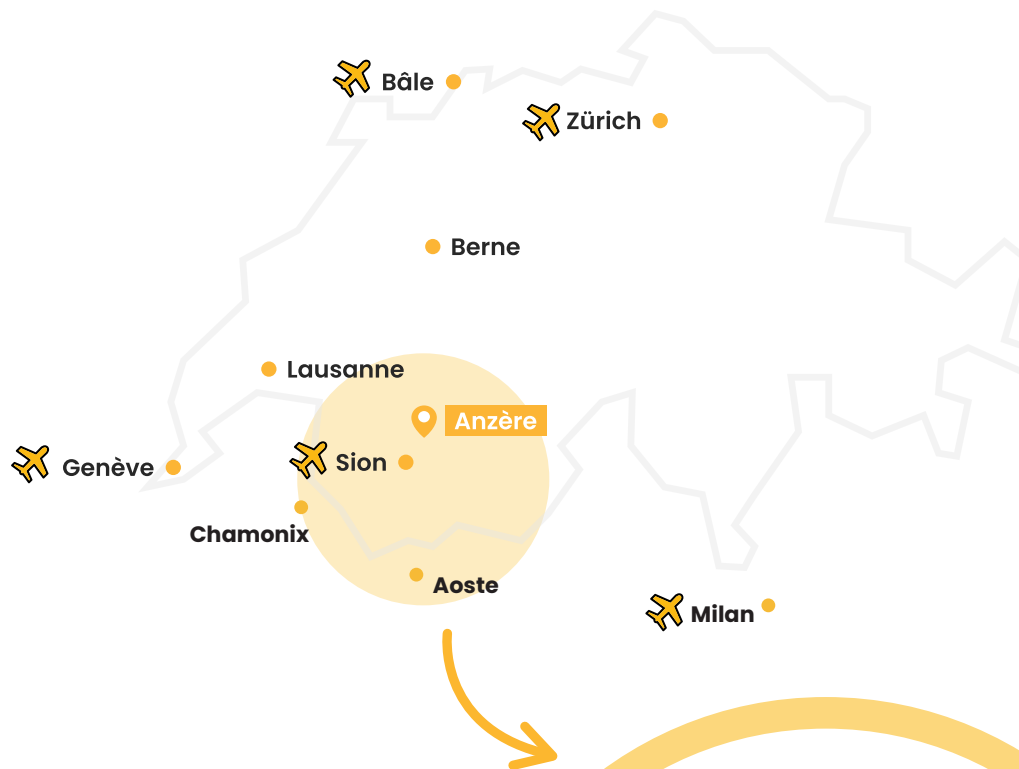 Bâle
Zürich
Berne
Lausanne
Anzère
Sion
Genève
Chamonix
Aoste
Milan